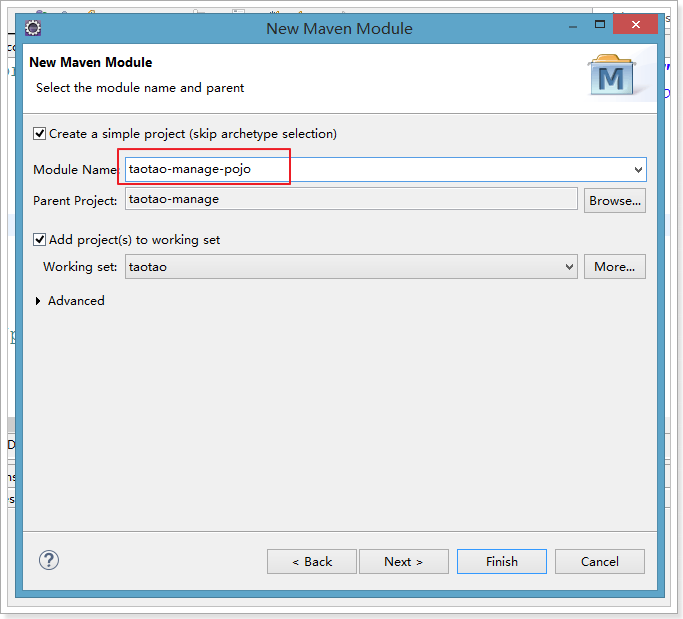 New Maven Module
New Maven Module
Select the module name and parent
M
Create a simple project (skip archetype selection)
Module Name: taotao-manage-pojo
Parent Project: taotao-manage Browse...
Add project(s) to working set
Working set: taotao More...
Advanced
? < Back Next > Finish Cancel